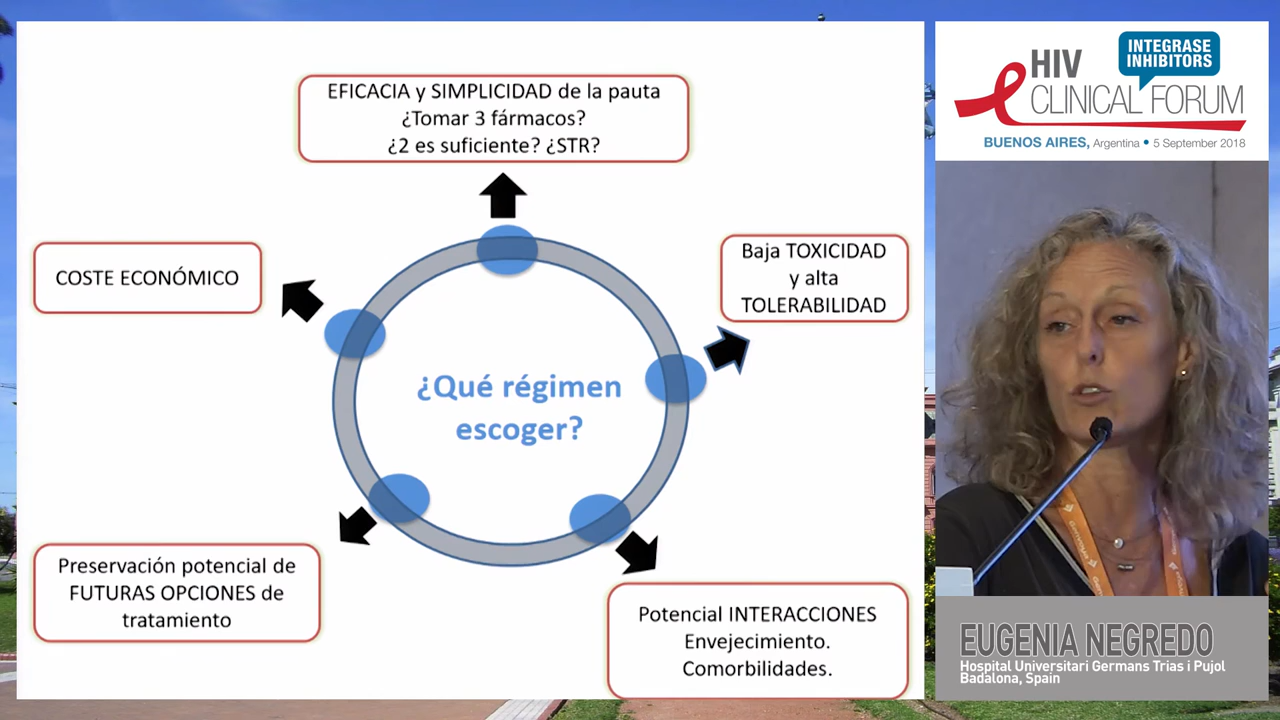 EFICACIA y SIMPLICIDAD de la pauta
¿Tomar 3 fármacos?
¿2 es suficiente? ¿STR?
COSTE ECONÓMICO
Baja TOXICIDAD
y alta
TOLERABILIDAD
¿Qué régimen
escoger?
Preservación potencial de
FUTURAS OPCIONES de
tratamiento
Potencial INTERACCIONES
Envejecimiento.
Comorbilidades.
INTEGRASE
INHIBITORS
HIV
CLINICAL FORUM
BUENOS AIRES, Argentina • 5 September 2018
EUGENIA NEGREDO
Hospital Universitari Germans Trias i Pujol
Badalona, Spain